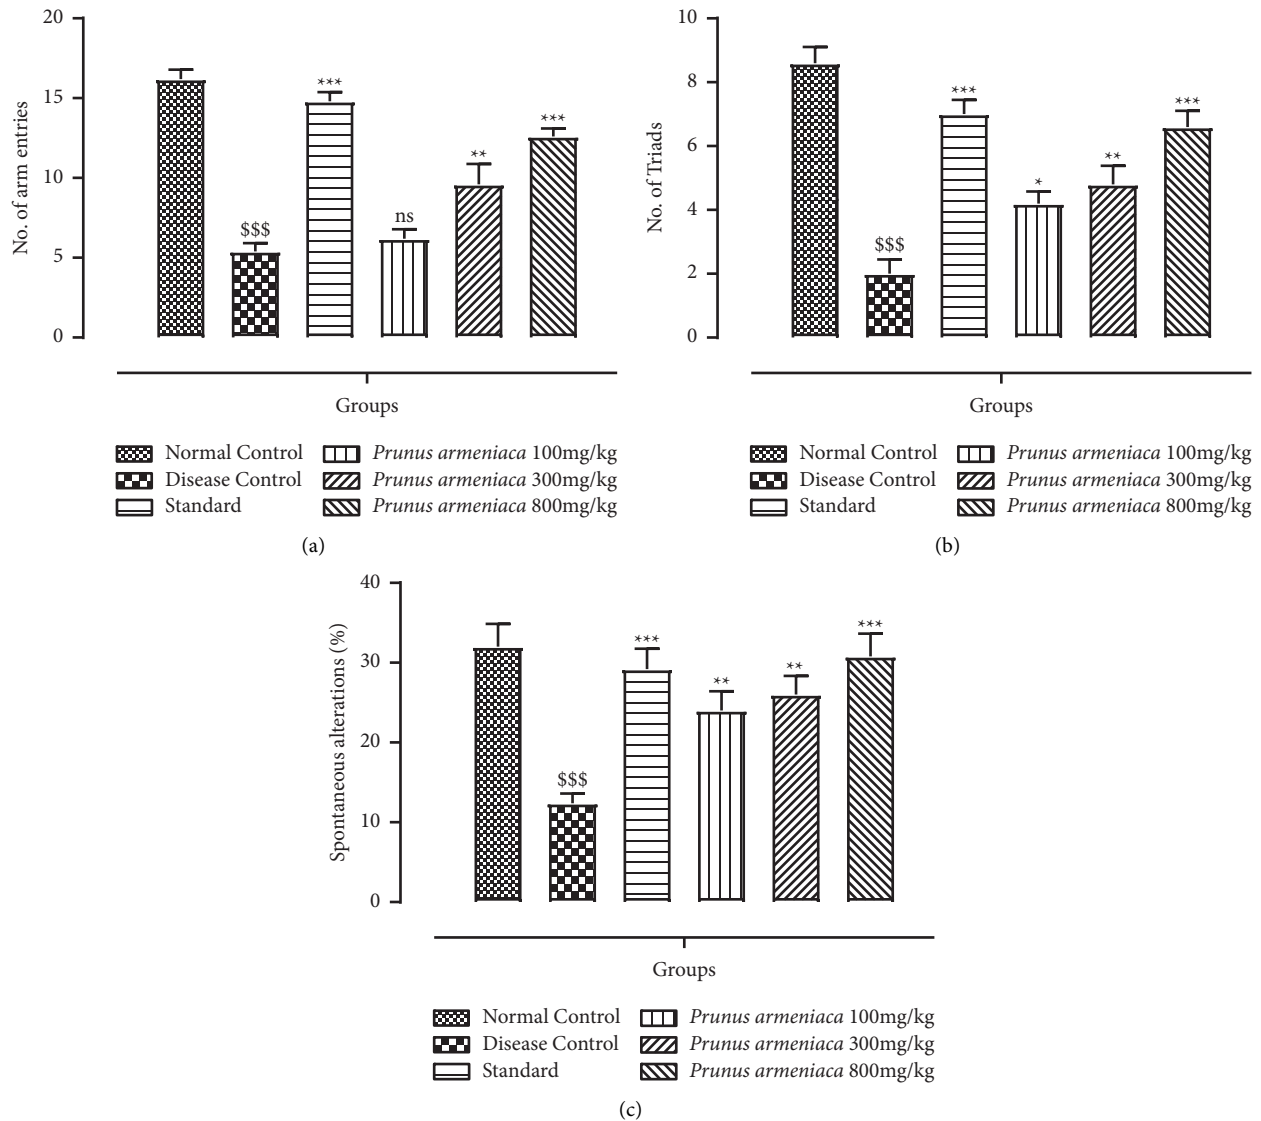 20
15
10
5
0
No. of arm entries
$$$
***
ns
**
***
Groups
Normal Control
Disease Control
Standard
Prunus armeniaca 100mg/kg
Prunus armeniaca 300mg/kg
Prunus armeniaca 800mg/kg
(a)
10
8
6
4
2
0
No. of Triads
$$$
***
*
**
***
Groups
Normal Control
Disease Control
Standard
Prunus armeniaca 100mg/kg
Prunus armeniaca 300mg/kg
Prunus armeniaca 800mg/kg
(b)
40
30
20
10
0
Spontaneous alterations (%)
$$$
***
**
**
***
Groups
Normal Control
Disease Control
Standard
Prunus armeniaca 100mg/kg
Prunus armeniaca 300mg/kg
Prunus armeniaca 800mg/kg
(c)